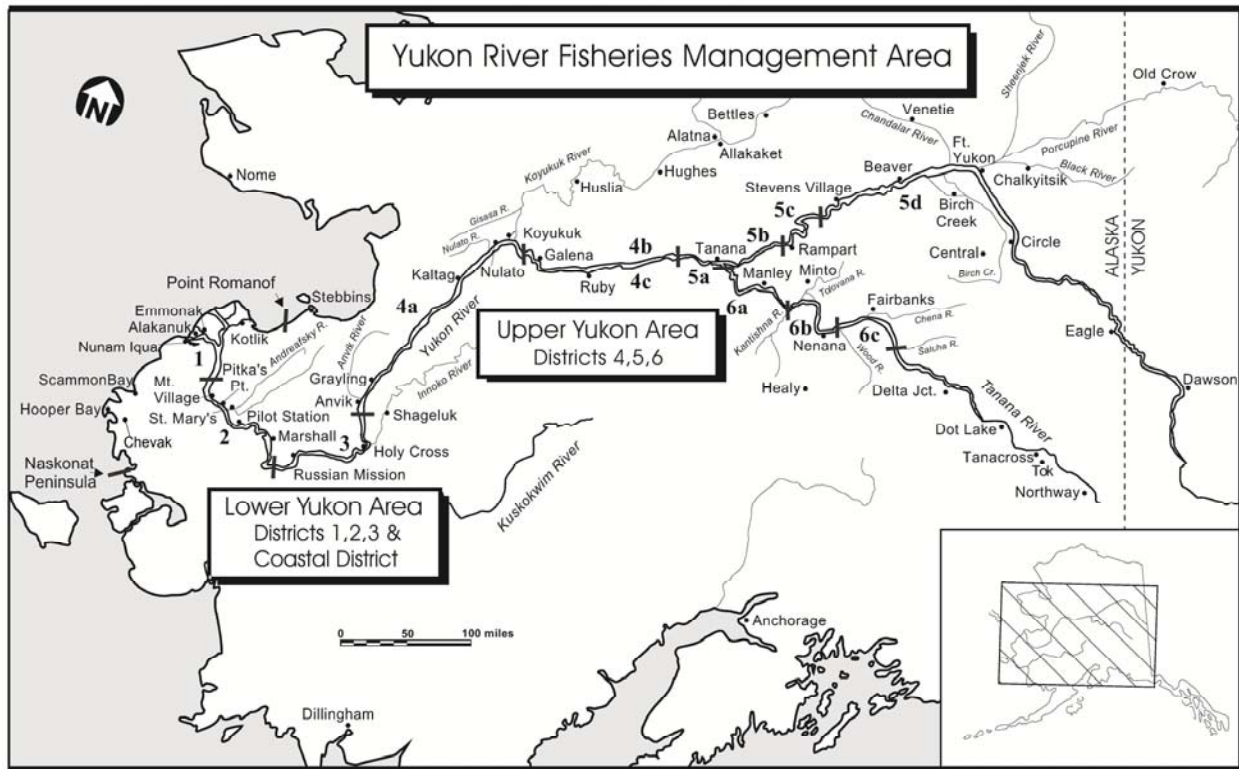 Yukon River Fisheries Management Area
N
Nome
Point Romanof
Stebbins
Emmonak
Alakanuk
Nunam Iqua
Kotlik
1
Andreafsky R.
Scammon Bay
Hooper Bay
Chevak
Naskonat
Peninsula
Mt.
Village
Pitka's
Pt.
St. Mary's
2
Pilot Station
Marshall
Russian Mission
3
Holy Cross
Shageluk
Anvik
Grayling
Anvik River
Innoko River
Yukon River
4a
Kaltag
Nulato
Nulato R.
Gisasa R.
Koyukuk
Koyukuk River
Huslia
Hughes
Alatna
Allakaket
Bettles
Galena
Ruby
4b
4c
Tanana
5a
5b
Rampart
5c
Stevens Village
Beaver
5d
Venetie
Chandalar River
Sheenjek River
Ft.
Yukon
Old Crow
Porcupine River
Black River
Chalkyitsik
Birch
Creek
Central
Birch Cr.
Circle
ALASKA
YUKON
Eagle
Dawson
Manley
Minto
Tolovana R.
6a
Kantishna R.
6b
Nenana
Wood R.
Fairbanks
Chena R.
6c
Salcha R.
Healy
Delta Jct.
Tanana River
Dot Lake
Tanacross
Tok
Northway
Upper Yukon Area
Districts 4,5,6
Kuskokwim River
Lower Yukon Area
Districts 1,2,3 &
Coastal District
0 50 100 miles
Anchorage
Dillingham